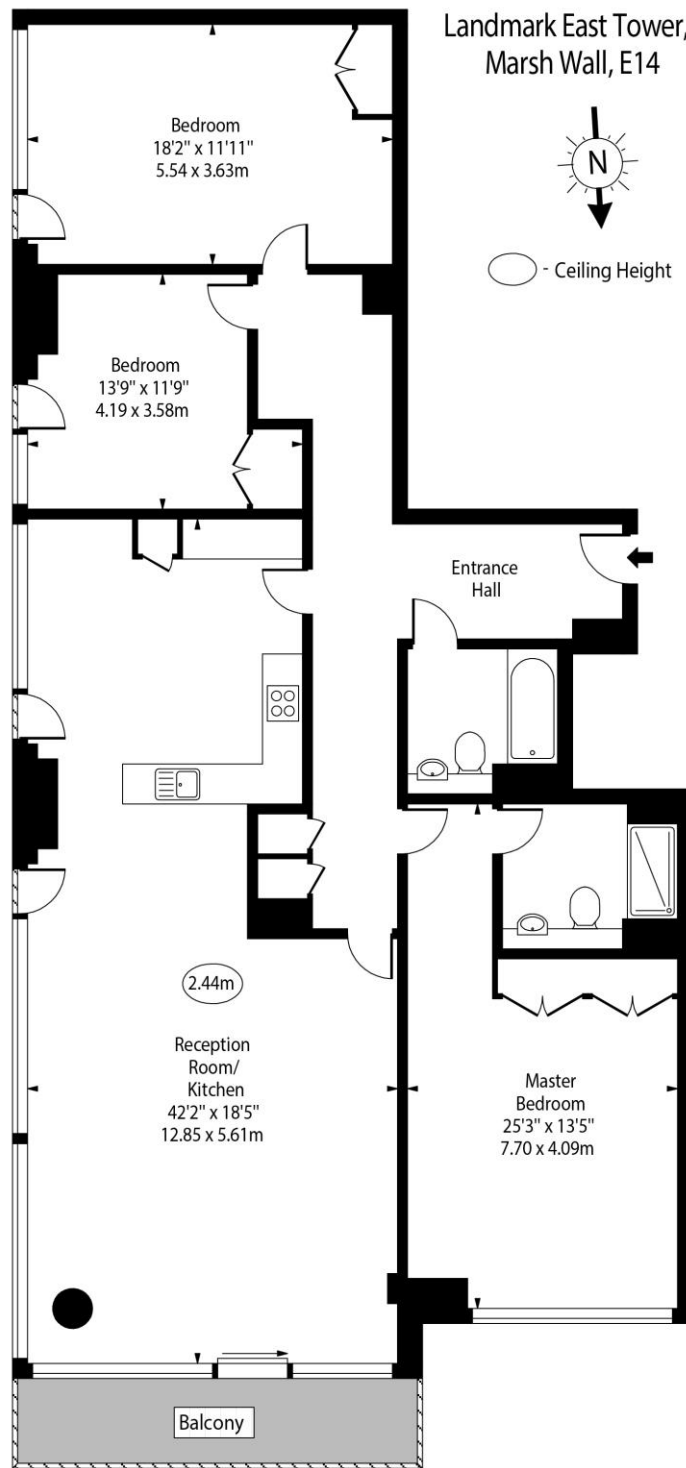 Landmark East Tower,
Marsh Wall, E14
N
- Ceiling Height
Bedroom
18'2" x 11'11"
5.54 x 3.63m
Bedroom
13'9" x 11'9"
4.19 x 3.58m
Entrance
Hall
2.44m
Reception
Room/
Kitchen
42'2" x 18'5"
12.85 x 5.61m
Master
Bedroom
25'3" x 13'5"
7.70 x 4.09m
Balcony